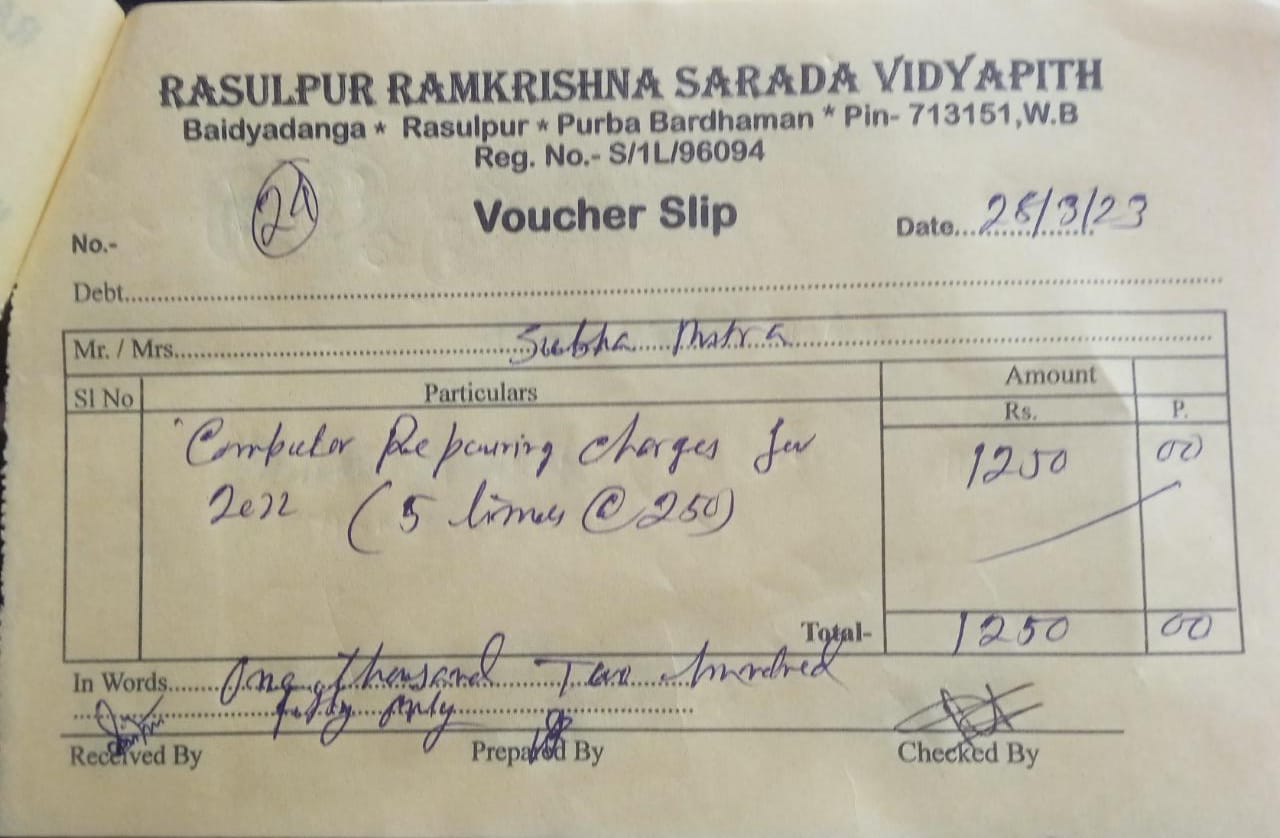 RASULPUR RAMKRISHNA SARADA VIDYAPITH
Baidyadanga * Rasulpur * Purba Bardhaman * Pin- 713151,W.B
Reg. No.- S/1L/96094
Voucher Slip
No.- 24
Date... 28/3/23
Debt
Mr. / Mrs. Subha
Sl No Particulars Amount
Rs. P.
Computer Repairing Charges for 1250 00
2022 (5 times @ 250)
Total- 1250 00
In Words One thousand Two hundred
fifty only
Received By Prepared By Checked By